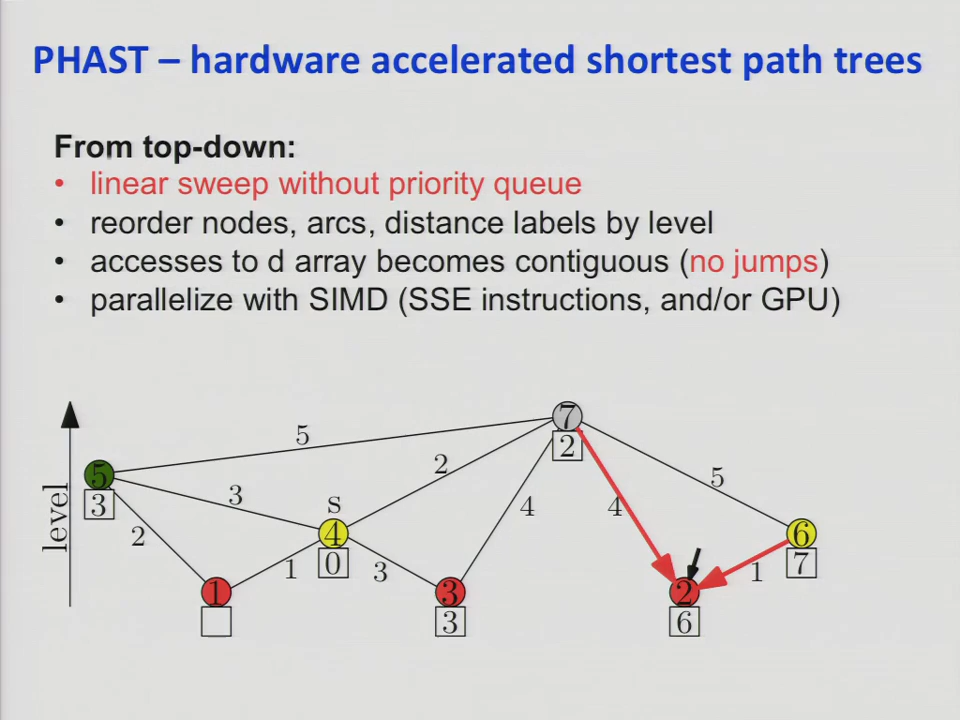 PHAST – hardware accelerated shortest path trees
From top-down:
• linear sweep without priority queue
• reorder nodes, arcs, distance labels by level
• accesses to d array becomes contiguous (no jumps)
• parallelize with SIMD (SSE instructions, and/or GPU)
level
7
2
5
2
5
5
3
3
2
s
4
0
4
4
6
7
1
3
1
1
3
3
2
6